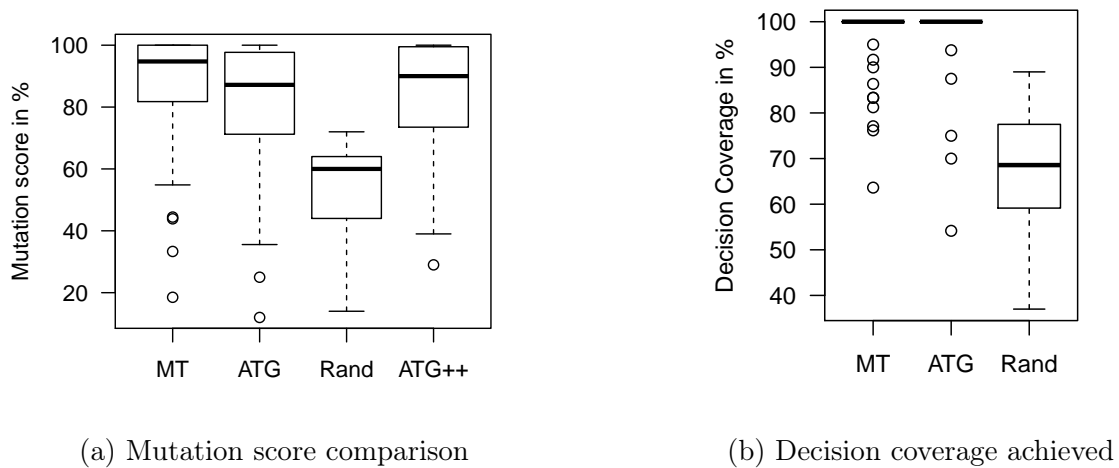 Mutation score in %
100
80
60
40
20
MT ATG Rand ATG++
(a) Mutation score comparison
Decision Coverage in %
100
90
80
70
60
50
40
MT ATG Rand
(b) Decision coverage achieved